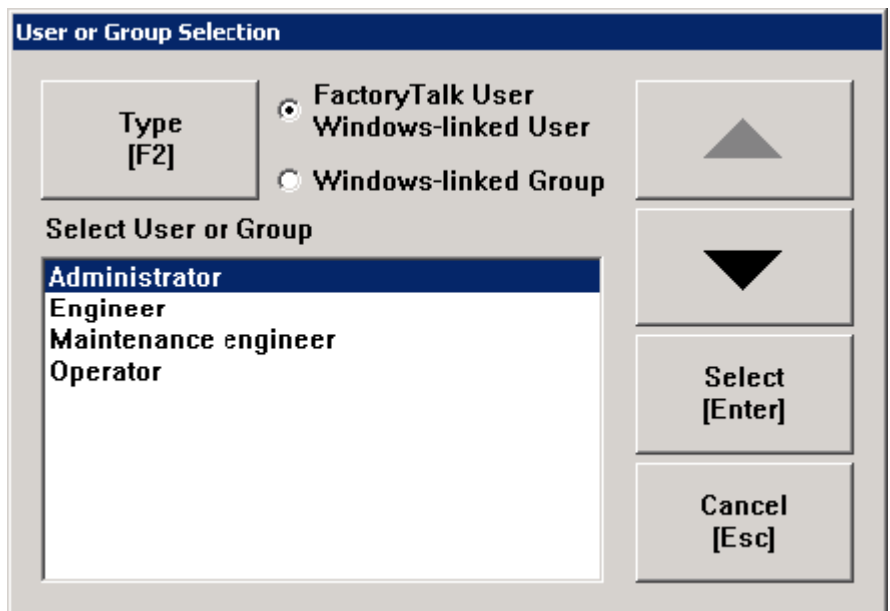 User or Group Selection
Type
[F2]
FactoryTalk User
Windows-linked User
Windows-linked Group
Select User or Group
Administrator
Engineer
Maintenance engineer
Operator
Select
[Enter]
Cancel
[Esc]